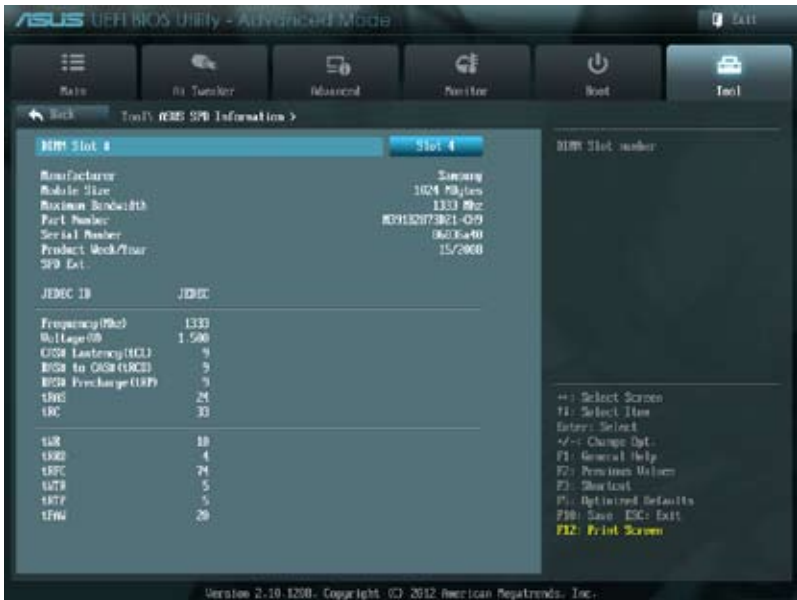 ASUS UEFI BIOS Utility - Advanced Mode
Exit
Main
Ai Tweaker
Advanced
Monitor
Boot
Tool
Back
Tool\ ASUS SPD Information >
DIMM Slot #
Slot 4
DIMM Slot number
Manufacturer Samsung
Module Size 1024 MBytes
Maximum Bandwidth 1333 Mhz
Part Number
Serial Number
Product Week/Year 15/2008
SPD Ext.
JEDEC ID JEDEC
Frequency(Mhz) 1333
Voltage(V) 1.500
CAS# Lastency(tCL) 9
RAS# to CAS#(tRCD) 9
RAS# Precharge(tRP) 9
tRAS 24
tRC 33
tWR 10
tRRD 4
tRFC 74
tWTR 5
tRTP 5
tFAW 20
Select Screen
Select Item
Enter: Select
+/-: Change Opt.
F1: General Help
F2: Previous Values
F3: Shortcut
F5: Optimized Defaults
F10: Save ESC: Exit
F12: Print Screen
Version 2.10.1208. Copyright (C) 2012 American Megatrends, Inc.